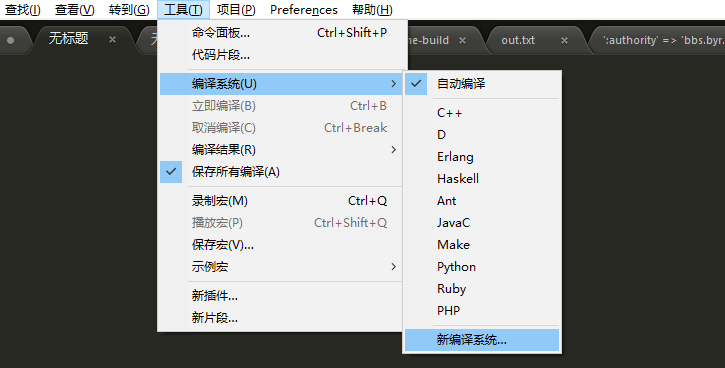 查找(I) 查看(V) 转到(G) 工具(T) 项目(P) Preferences 帮助(H)
无标题
out.txt
':authority' => 'bbs.byr.
命令面板... Ctrl+Shift+P
代码片段...
编译系统(U)
立即编译(B) Ctrl+B
取消编译(C) Ctrl+Break
编译结果(R)
保存所有编译(A)
录制宏(M) Ctrl+Q
播放宏(P) Ctrl+Shift+Q
保存宏(V)...
示例宏
新插件...
新片段...
自动编译
C++
D
Erlang
Haskell
Ant
JavaC
Make
Python
Ruby
PHP
新编译系统...